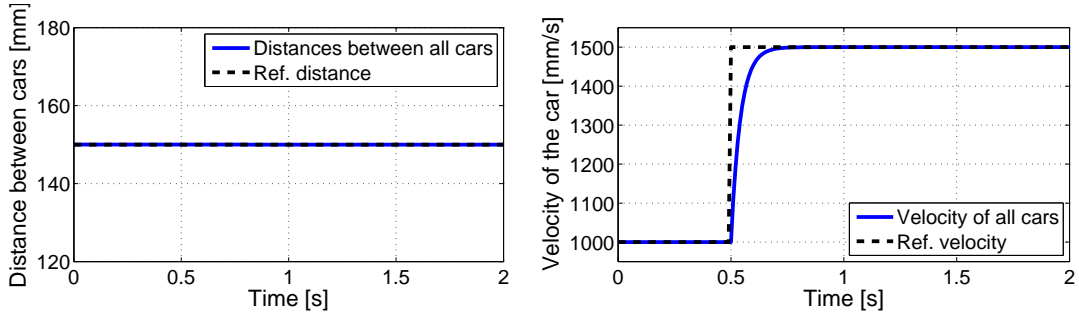 Distance between cars [mm]
180
160
140
120
0
0.5
1
1.5
2
Time [s]
Distances between all cars
Ref. distance
Velocity of the car [mm/s]
1500
1400
1300
1200
1100
1000
0
0.5
1
1.5
2
Time [s]
Velocity of all cars
Ref. velocity